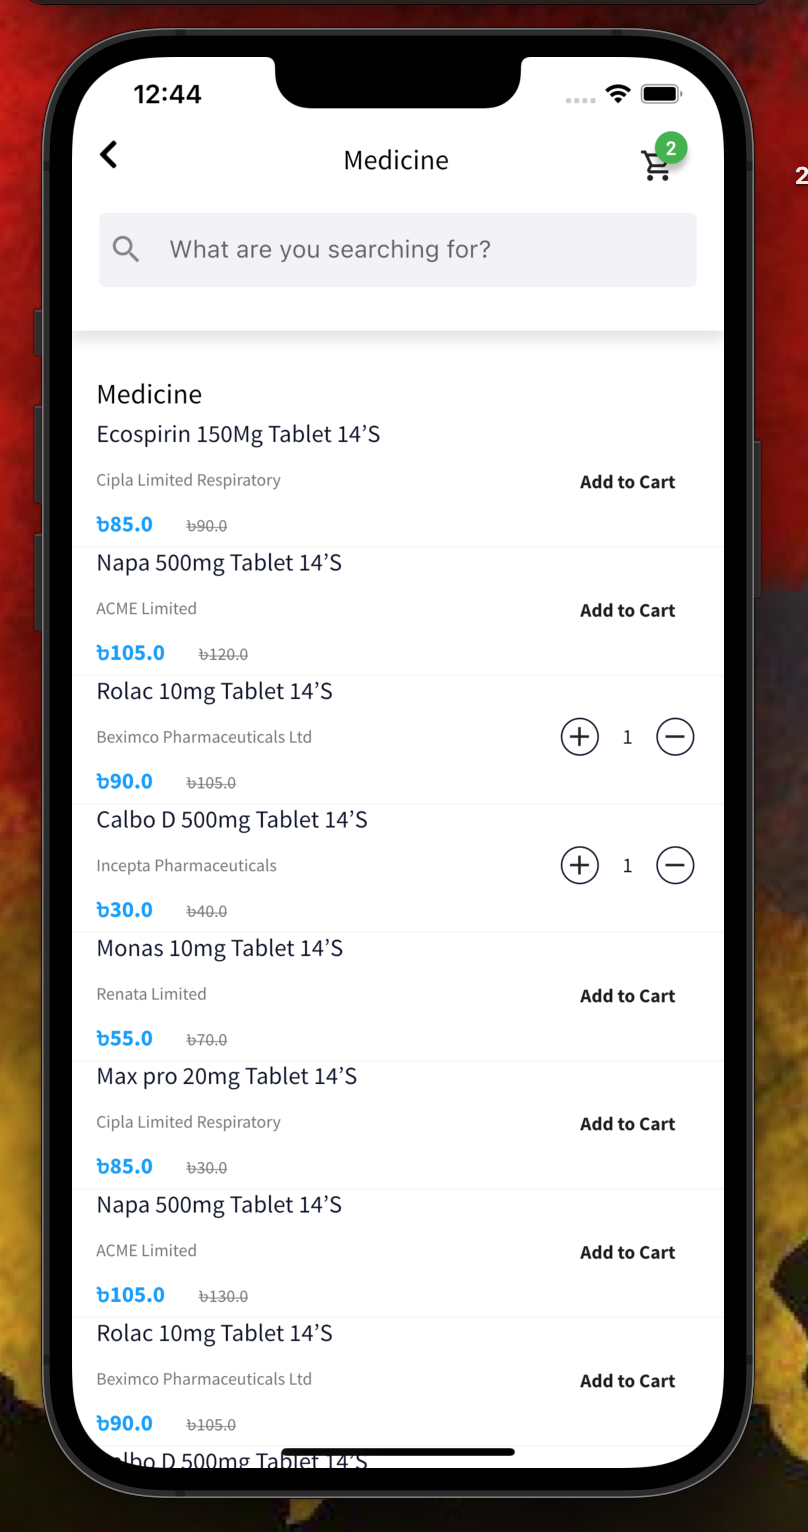 12:44
Medicine
2
2
What are you searching for?
Medicine
Ecospirin 150Mg Tablet 14’S
Cipla Limited Respiratory
Add to Cart
৳85.0 ৳90.0
Napa 500mg Tablet 14’S
ACME Limited
Add to Cart
৳105.0 ৳120.0
Rolac 10mg Tablet 14’S
Beximco Pharmaceuticals Ltd
1
৳90.0 ৳105.0
Calbo D 500mg Tablet 14’S
Incepta Pharmaceuticals
1
৳30.0 ৳40.0
Monas 10mg Tablet 14’S
Renata Limited
Add to Cart
৳55.0 ৳70.0
Max pro 20mg Tablet 14’S
Cipla Limited Respiratory
Add to Cart
৳85.0 ৳30.0
Napa 500mg Tablet 14’S
ACME Limited
Add to Cart
৳105.0 ৳130.0
Rolac 10mg Tablet 14’S
Beximco Pharmaceuticals Ltd
Add to Cart
৳90.0 ৳105.0
D 500mg Tablet 14’S